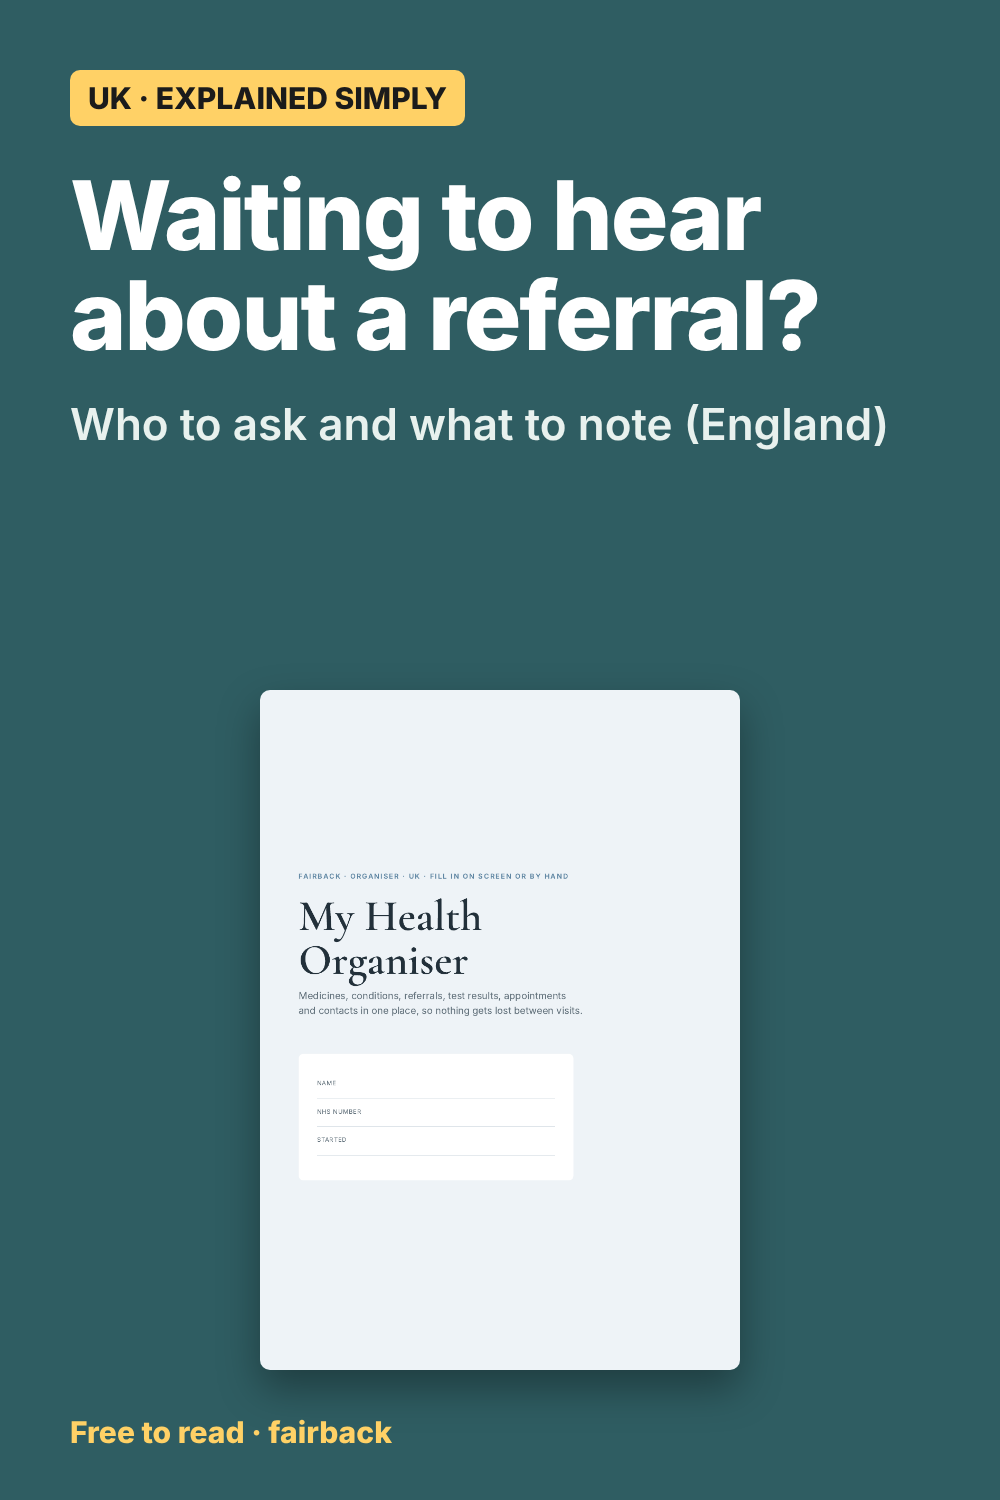 UK · EXPLAINED SIMPLY
Waiting to hear
about a referral?
Who to ask and what to note (England)
FAIRBACK · ORGANISER · UK · FILL IN ON SCREEN OR BY HAND
My Health
Organiser
Medicines, conditions, referrals, test results, appointments
and contacts in one place, so nothing gets lost between visits.
NAME
NHS NUMBER
STARTED
Free to read · fairback